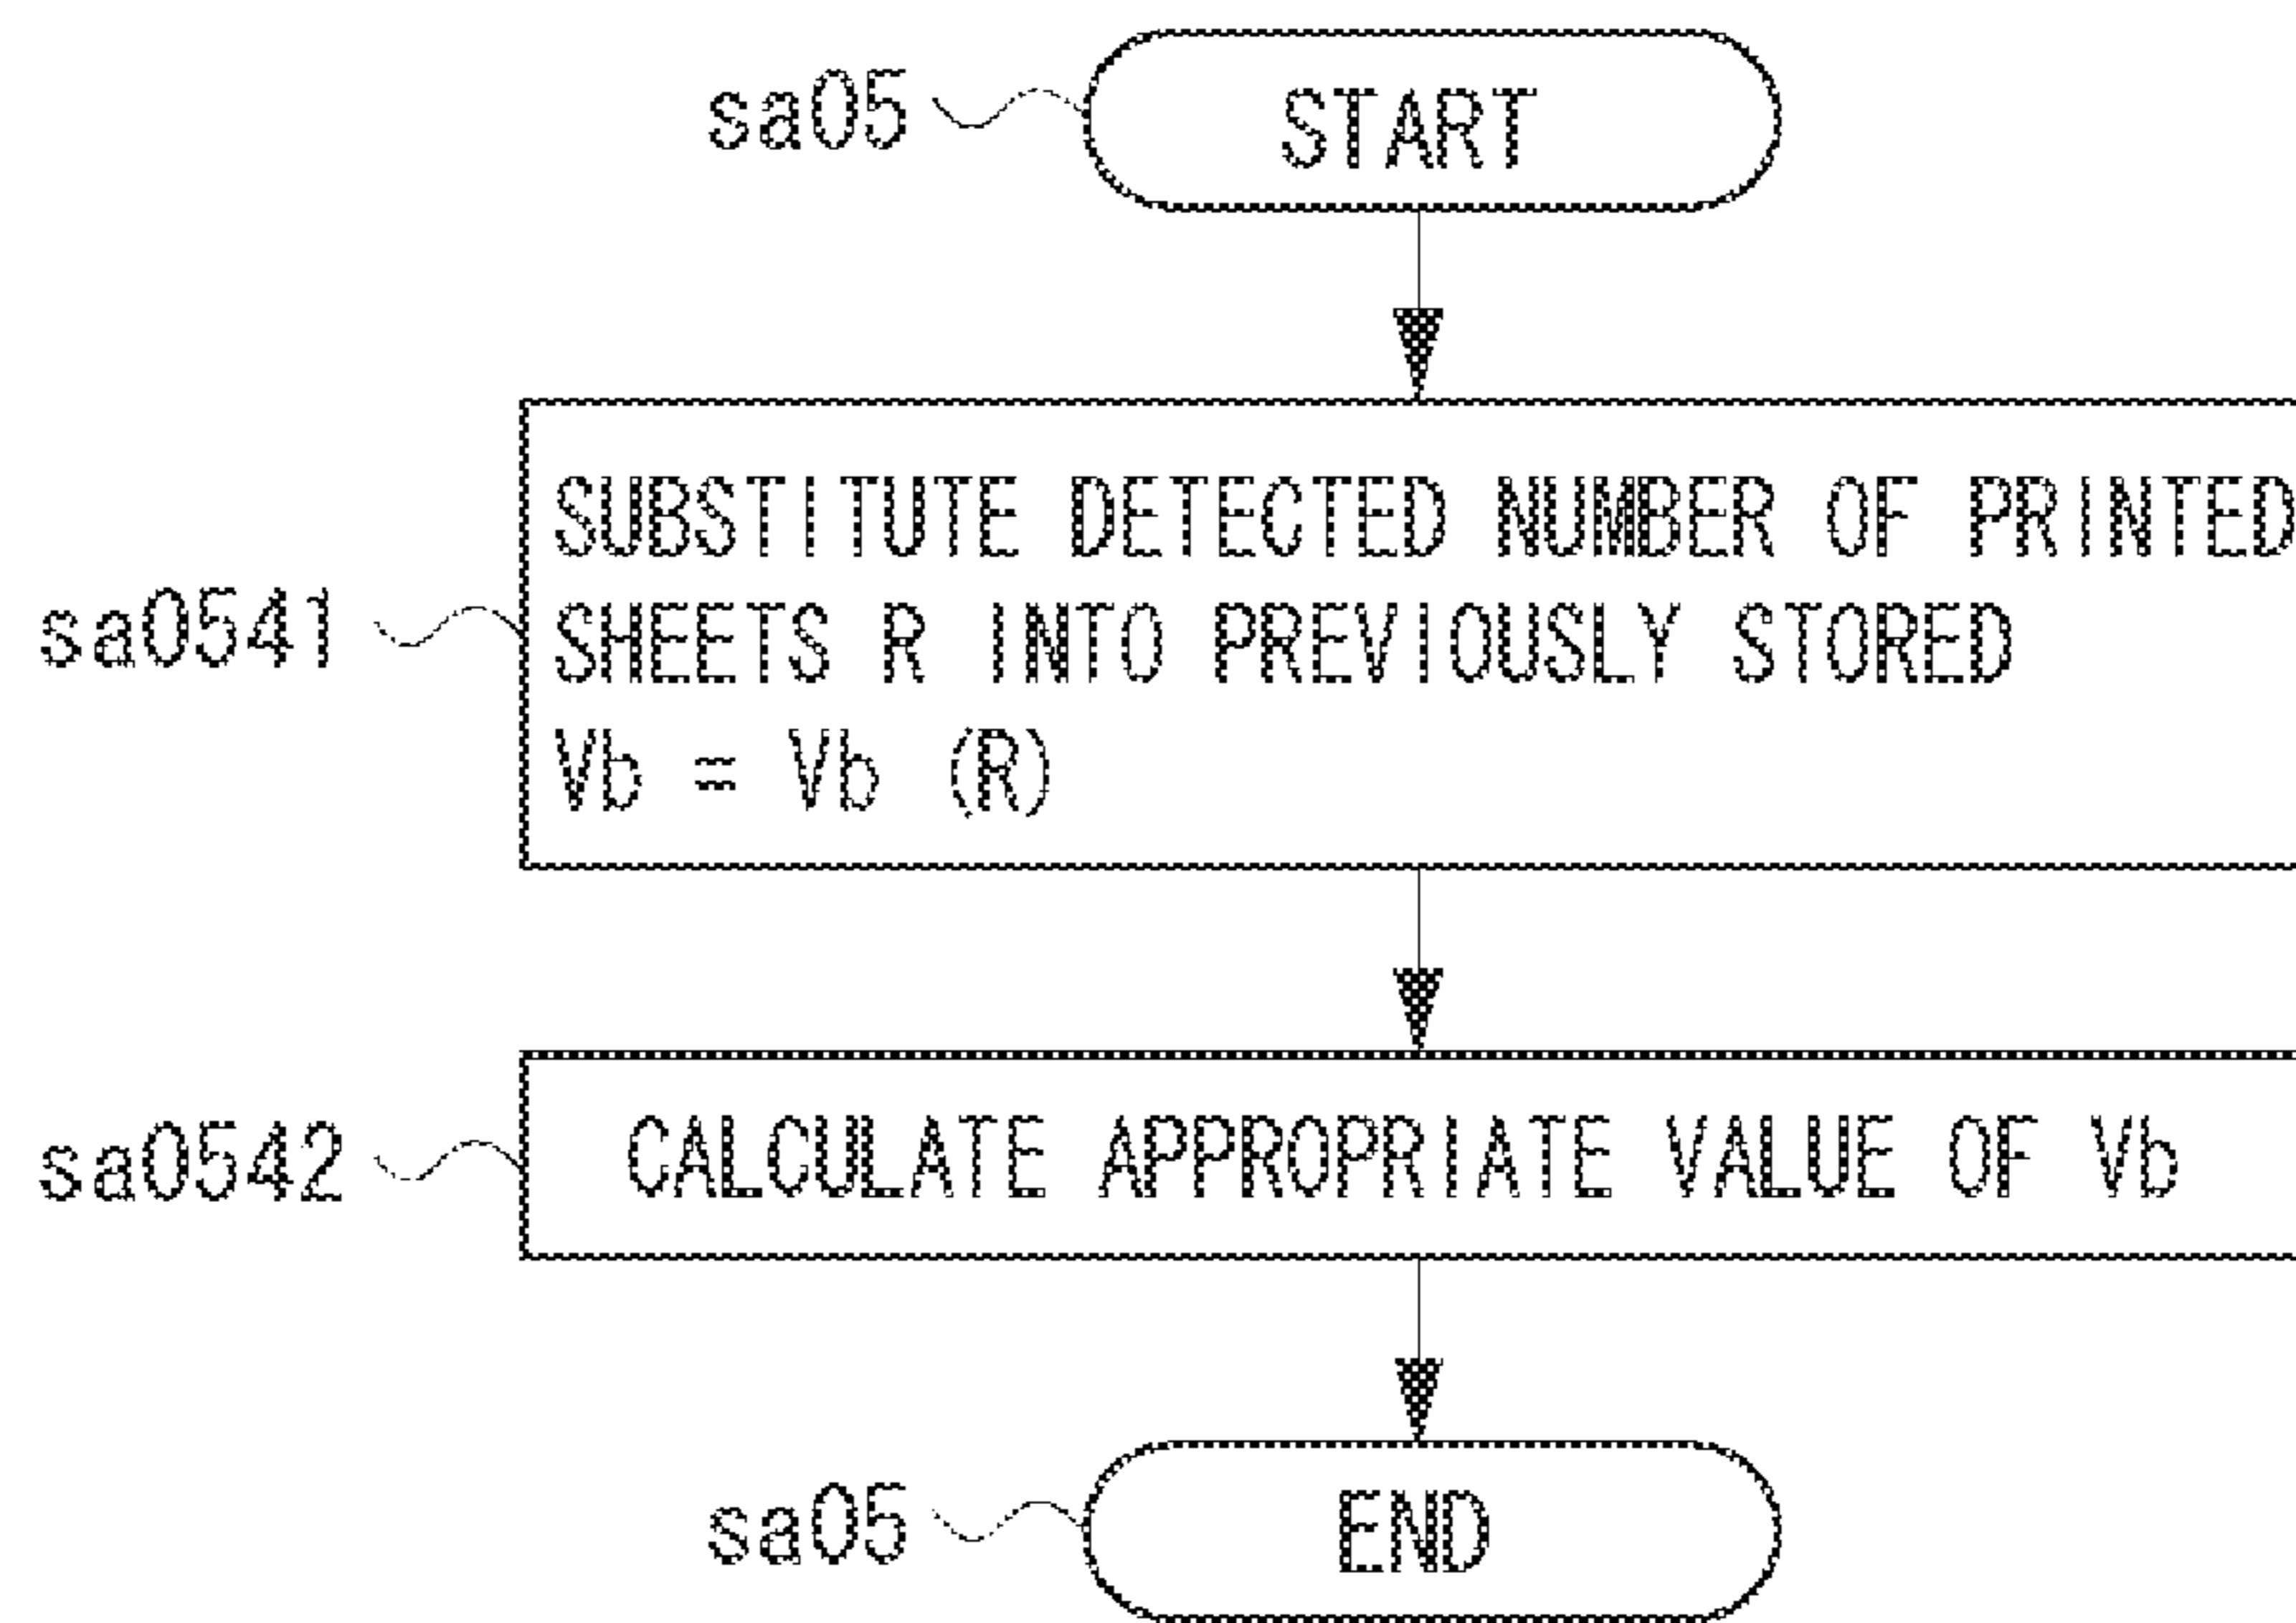 sa05 START
SUBSTITUTE DETECTED NUMBER OF PRINTED
sa0541 SHEETS R INTO PREVIOUSLY STORED
Vb = Vb (R)
sa0542 CALCULATE APPROPRIATE VALUE OF Vb
sa05 END